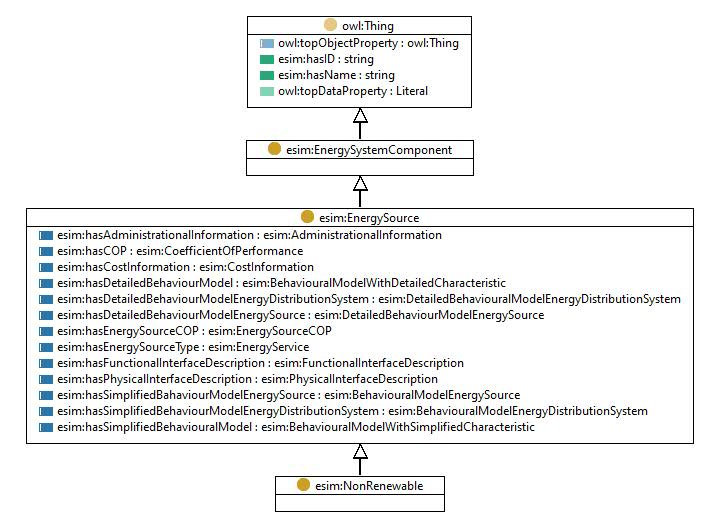 owl:Thing
owl:topObjectProperty : owl:Thing
esim:hasID : string
esim:hasName : string
owl:topDataProperty : Literal
esim:EnergySystemComponent
esim:EnergySource
esim:hasAdministrationalInformation : esim:AdministrationalInformation
esim:hasCOP : esim:CoefficientOfPerformance
esim:hasCostInformation : esim:CostInformation
esim:hasDetailedBehaviourModel : esim:BehaviouralModelWithDetailedCharacteristic
esim:hasDetailedBehaviourModelEnergyDistributionSystem : esim:DetailedBehaviouralModelEnergyDistributionSystem
esim:hasDetailedBehaviourModelEnergySource : esim:DetailedBehaviourModelEnergySource
esim:hasEnergySourceCOP : esim:EnergySourceCOP
esim:hasEnergySourceType : esim:EnergyService
esim:hasFunctionalInterfaceDescription : esim:FunctionalInterfaceDescription
esim:hasPhysicalInterfaceDescription : esim:PhysicalInterfaceDescription
esim:hasSimplifiedBahaviourModelEnergySource : esim:BehaviouralModelEnergySource
esim:hasSimplifiedBehaviourModelEnergyDistributionSystem : esim:BehaviouralModelEnergyDistributionSystem
esim:hasSimplifiedBehaviouralModel : esim:BehaviouralModelWithSimplifiedCharacteristic
esim:NonRenewable